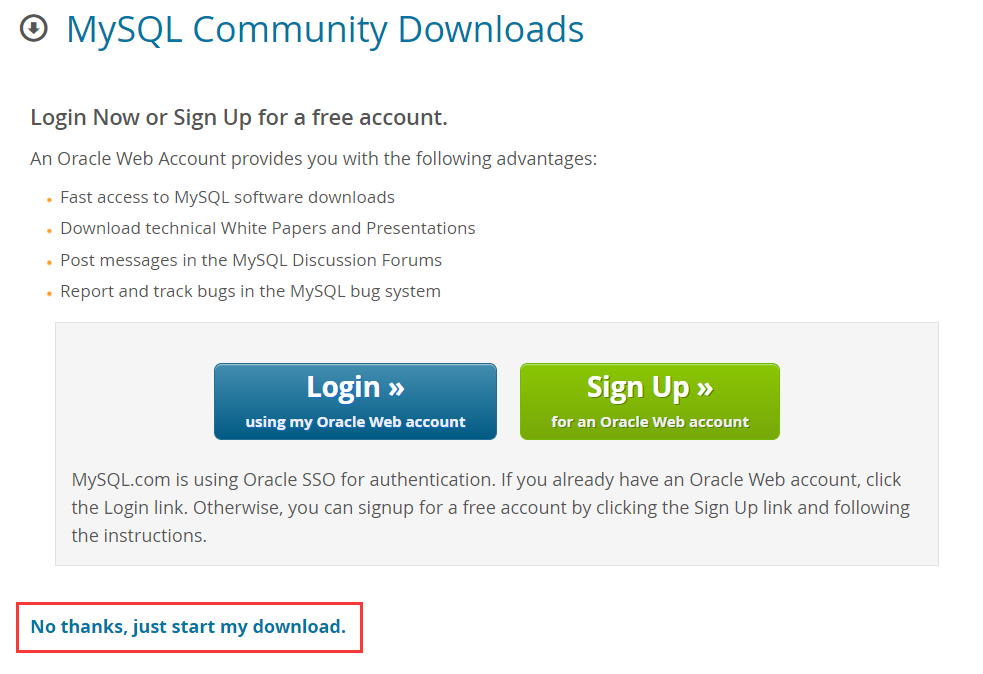 MySQL Community Downloads
Login Now or Sign Up for a free account.
An Oracle Web Account provides you with the following advantages:
Fast access to MySQL software downloads
Download technical White Papers and Presentations
Post messages in the MySQL Discussion Forums
Report and track bugs in the MySQL bug system
Login »
using my Oracle Web account
Sign Up »
for an Oracle Web account
MySQL.com is using Oracle SSO for authentication. If you already have an Oracle Web account, click
the Login link. Otherwise, you can signup for a free account by clicking the Sign Up link and following
the instructions.
No thanks, just start my download.